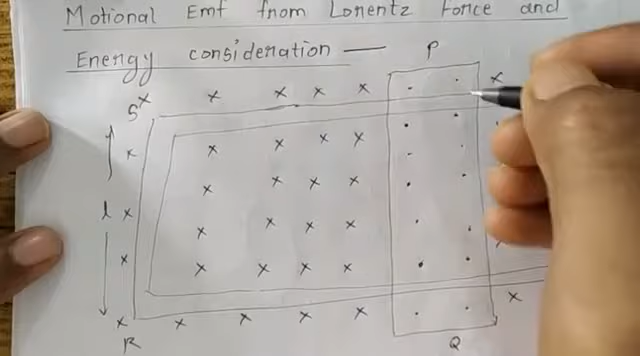 Motional Emf from Lorentz Force and
Energy consideration —
P
S
l
R
Q